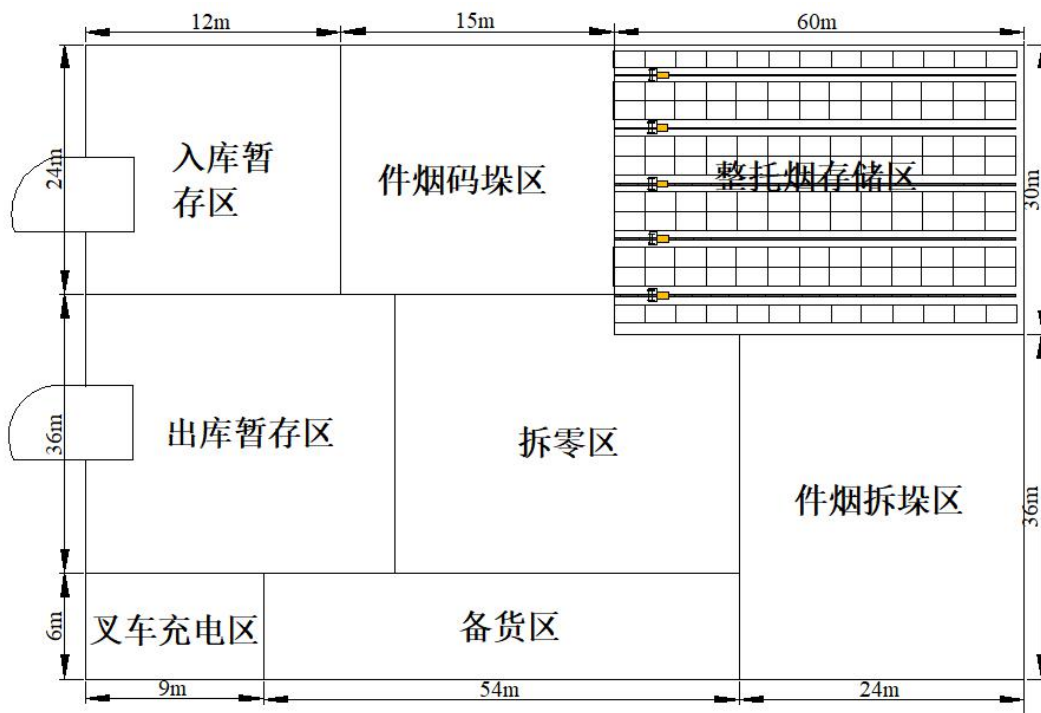 12m
15m
60m
24m
入库暂
存区
件烟码垛区
整托烟存储区
30m
36m
出库暂存区
拆零区
件烟拆垛区
36m
6m
叉车充电区
备货区
9m
54m
24m